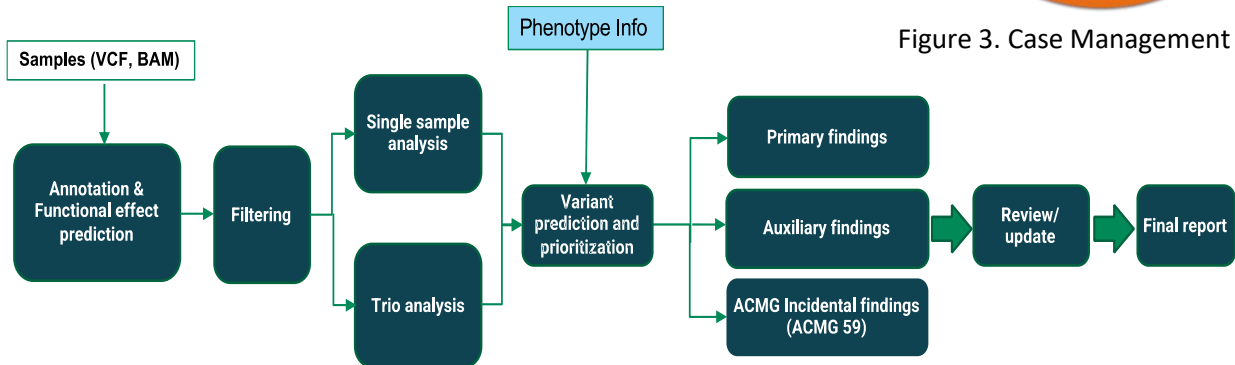 Phenotype Info
Figure 3. Case Management
Samples (VCF, BAM)
Annotation &
Functional effect
prediction
Filtering
Single sample
analysis
Trio analysis
Variant
prediction and
prioritization
Primary findings
Auxiliary findings
ACMG Incidental findings
(ACMG 59)
Review/
update
Final report